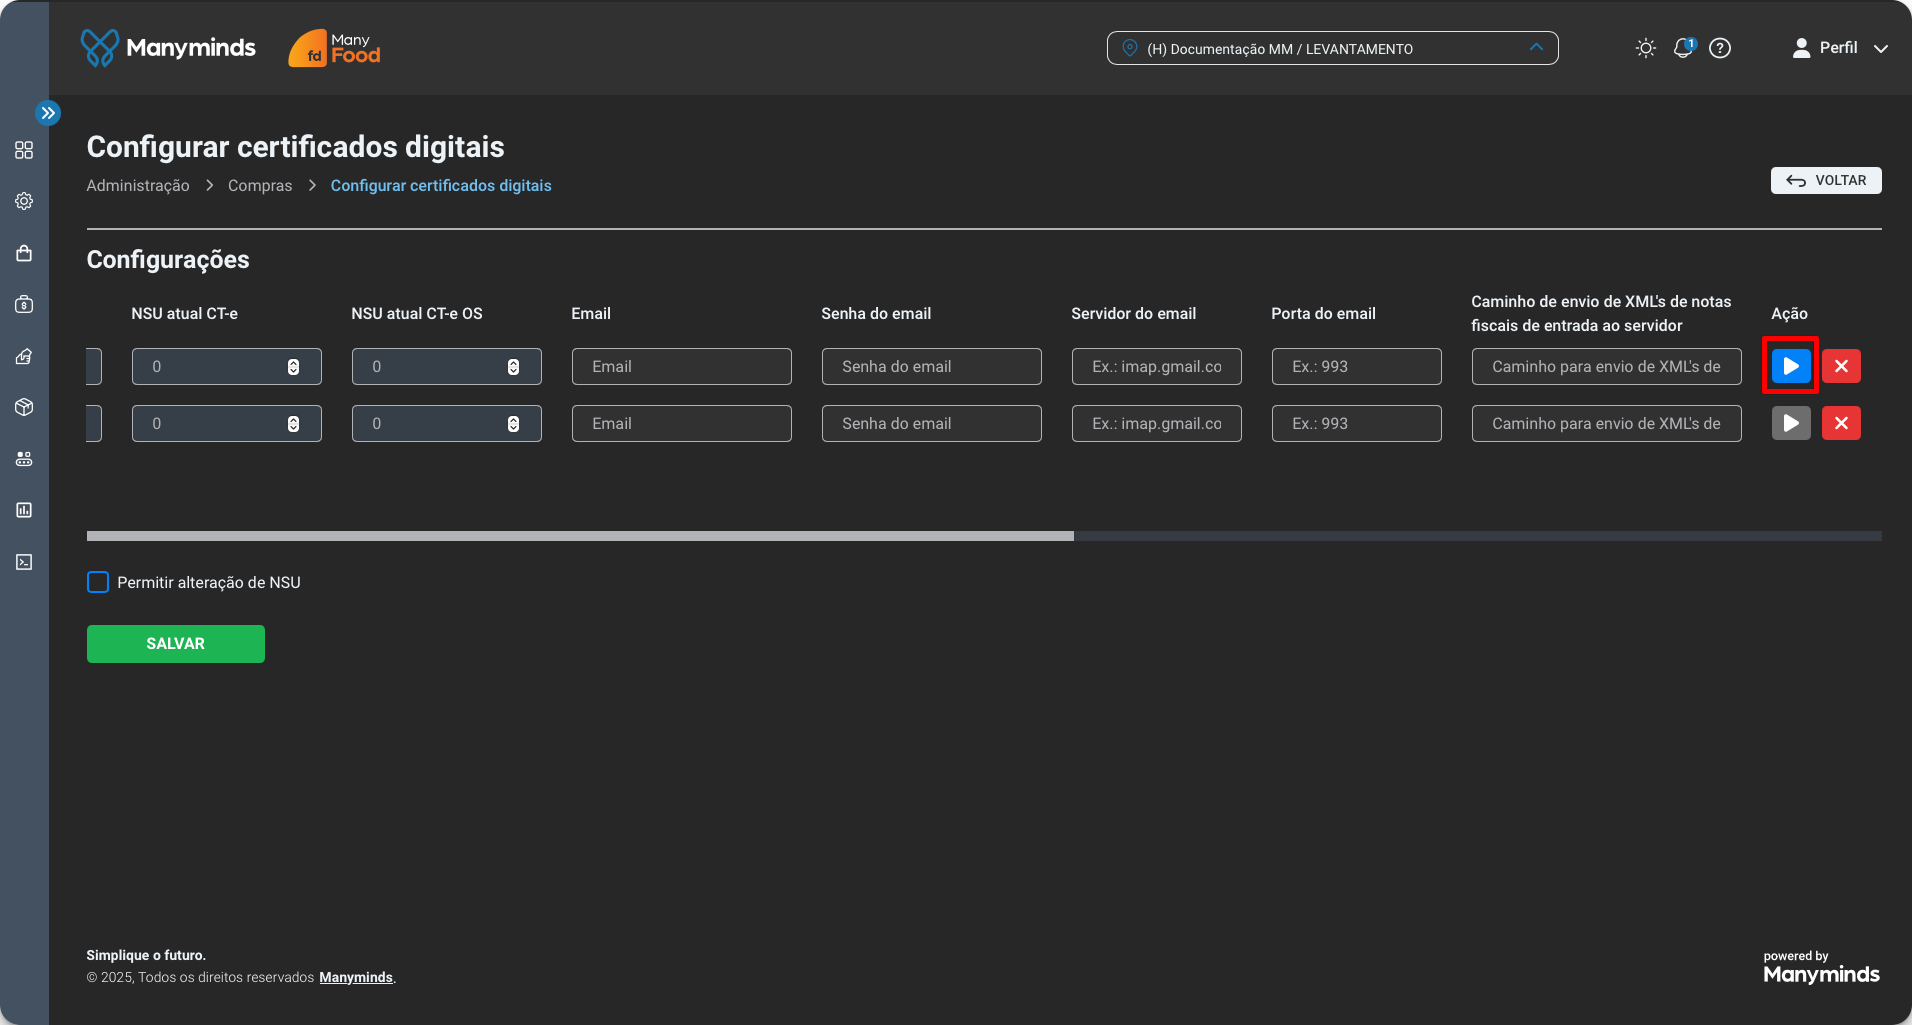 Manyminds
fd Many Food
(H) Documentação MM / LEVANTAMENTO
1
Perfil
Configurar certificados digitais
Administração
Compras
Configurar certificados digitais
VOLTAR
Configurações
NSU atual CT-e
NSU atual CT-e OS
Email
Senha do email
Servidor do email
Porta do email
Caminho de envio de XML's de notas
fiscais de entrada ao servidor
Ação
0
0
Email
Senha do email
Ex.: imap.gmail.co
Ex.: 993
Caminho para envio de XML's de
0
0
Email
Senha do email
Ex.: imap.gmail.co
Ex.: 993
Caminho para envio de XML's de
Permitir alteração de NSU
SALVAR
Simplique o futuro.
© 2025, Todos os direitos reservados Manyminds.
powered by
Manyminds